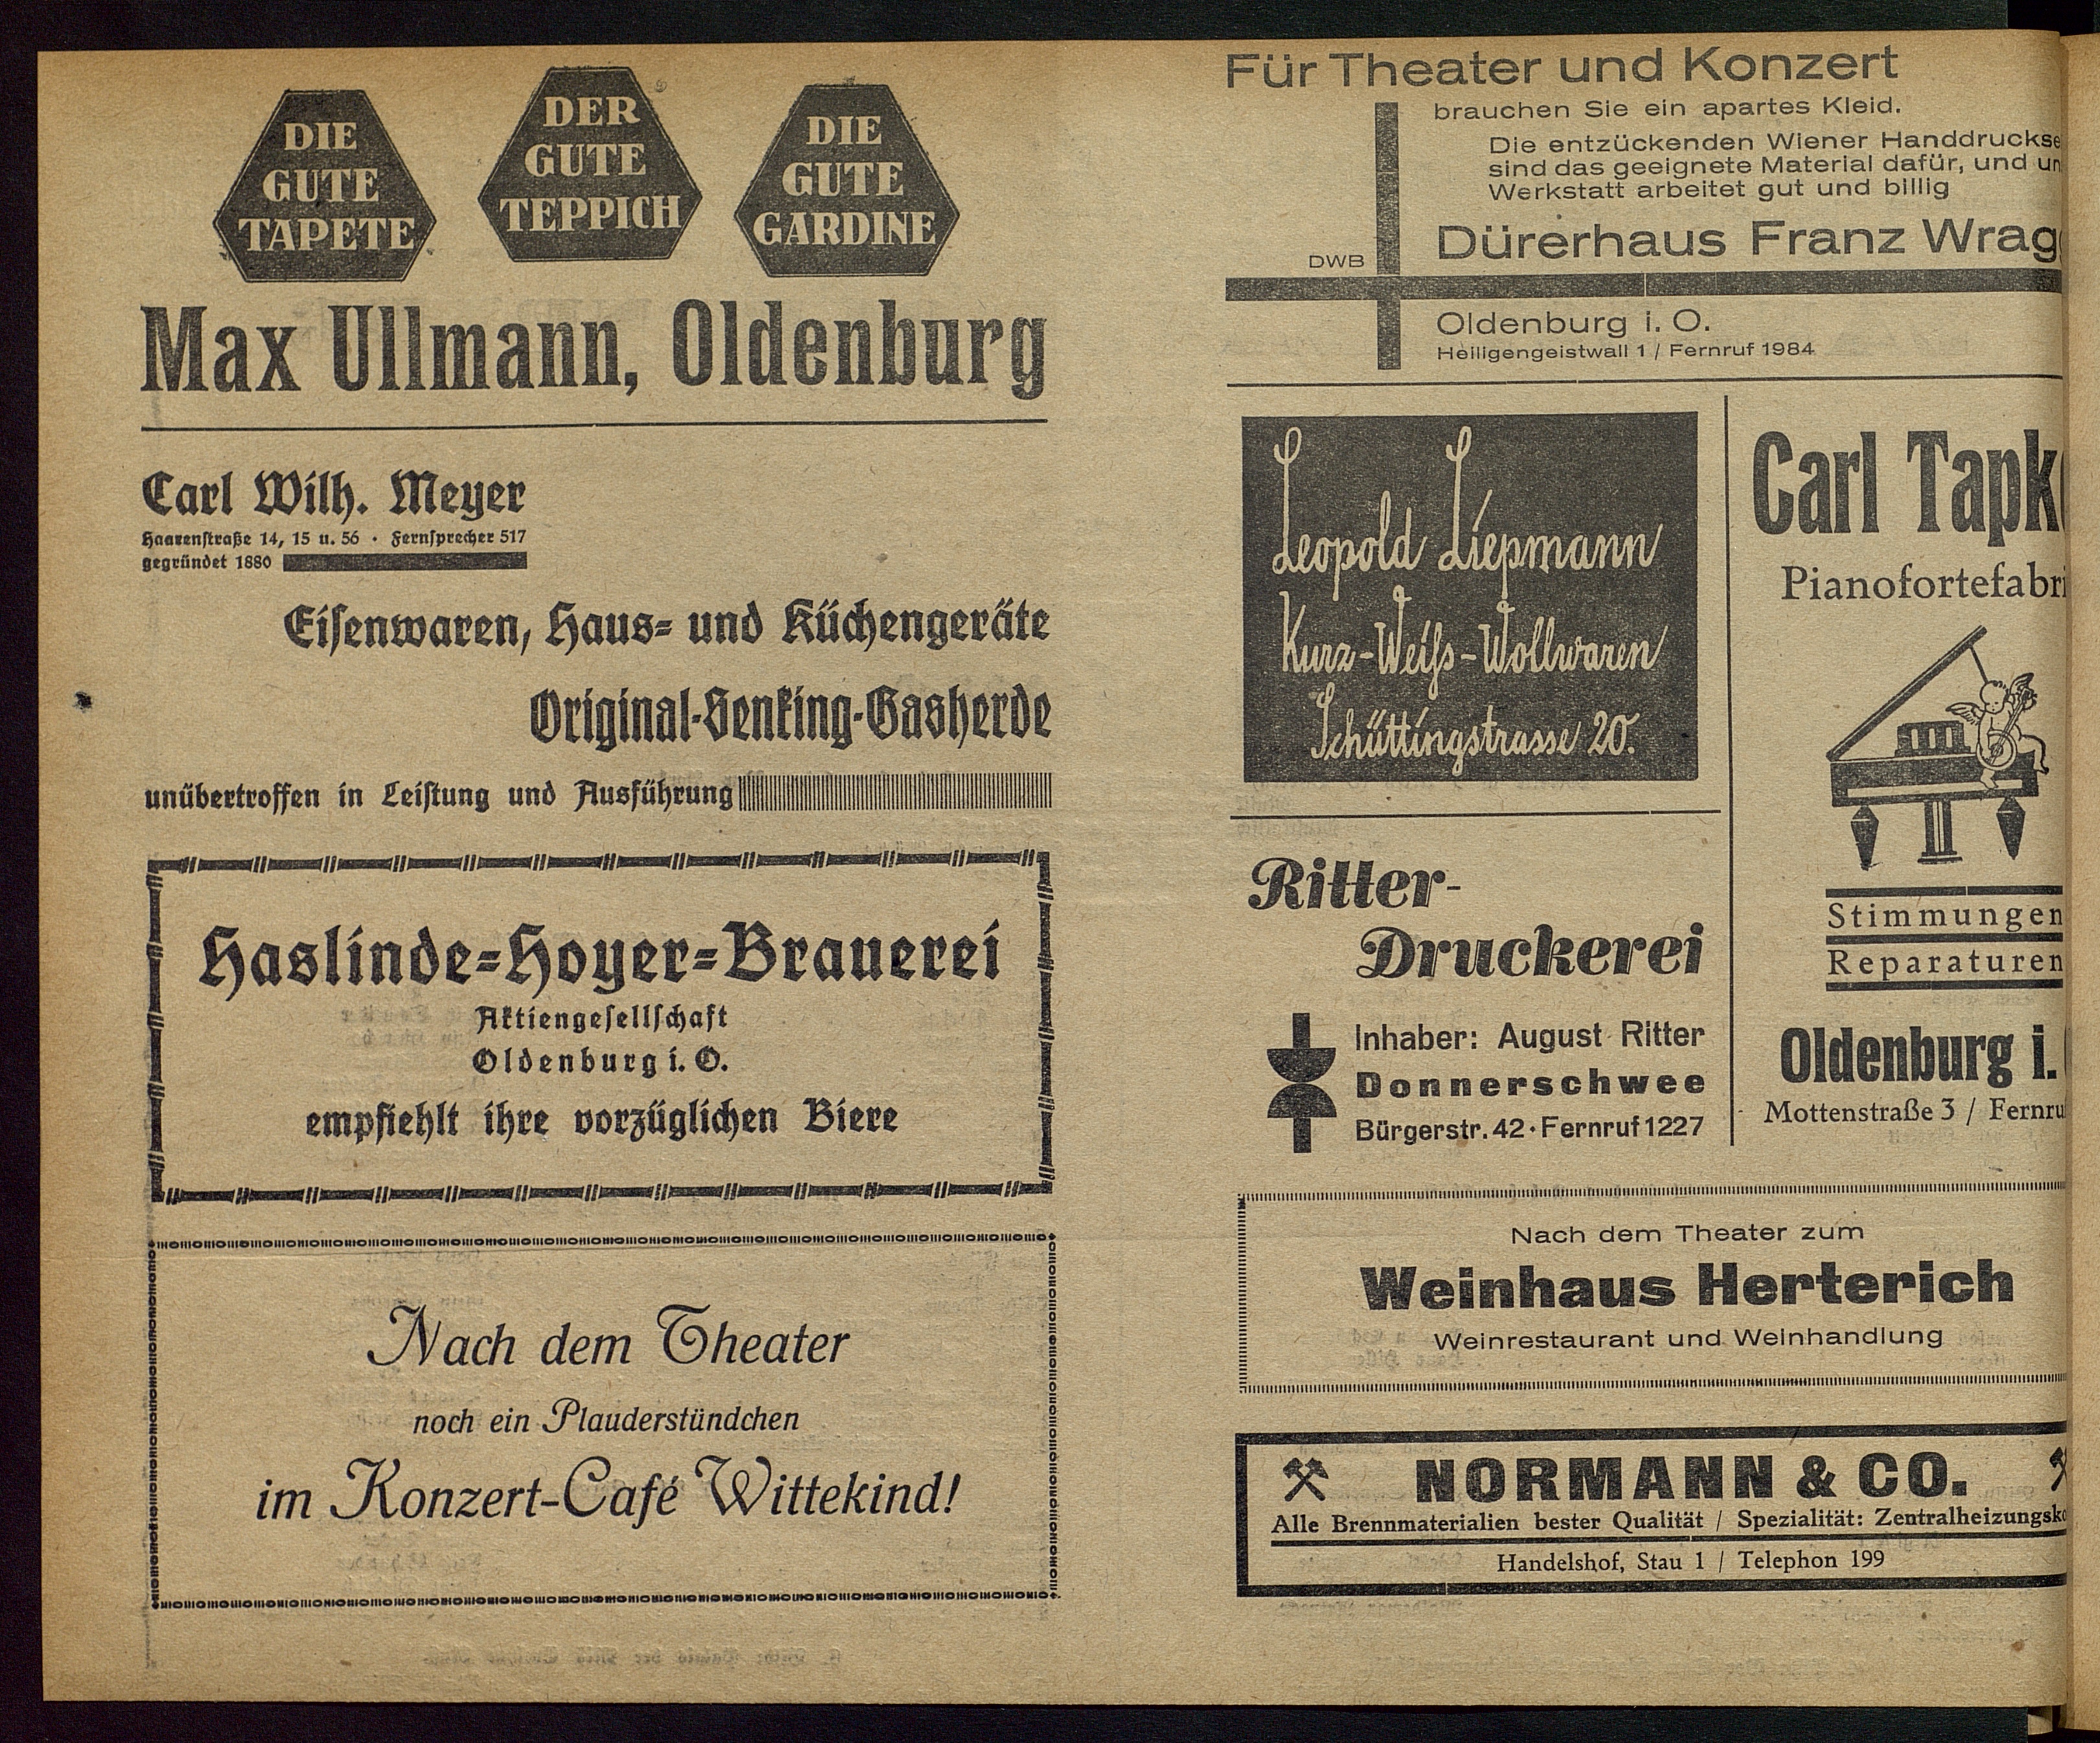 DIE
GUTE
TAPETE
DER
GUTE
TEPPICH
DIE
GUTE
GARDINE
Max Ullmann, Oldenburg
Carl Wilh. Meyer
Haarenstraße 14, 15 u. 56 · Fernsprecher 517
gegründet 1880
Eisenwaren, Haus- und Küchengeräte
Original-Senking-Gasherde
unübertroffen in Leistung und Ausführung
Haslinde-Hoyer-Brauerei
Aktiengesellschaft
Oldenburg i. O.
empfiehlt ihre vorzüglichen Biere
Nach dem Theater
noch ein Plauderstündchen
im Konzert-Café Wittekind!
Für Theater und Konzert
brauchen Sie ein apartes Kleid.
Die entzückenden Wiener Handdruckse
sind das geeignete Material dafür, und un
Werkstatt arbeitet gut und billig
DWB
Dürerhaus Franz Wrag
Oldenburg i. O.
Heiligengeistwall 1 / Fernruf 1984
Leopold Liepmann
Kurz-Weiß-Wollwaren
Schüttingstrasse 20.
Ritter-
Druckerei
Inhaber: August Ritter
Donnerschwee
Bürgerstr. 42 · Fernruf 1227
Carl Tapk
Pianofortefabri
Stimmungen
Reparaturen
Oldenburg i.
Mottenstraße 3 / Fernru
Nach dem Theater zum
Weinhaus Herterich
Weinrestaurant und Weinhandlung
NORMANN & CO.
Alle Brennmaterialien bester Qualität / Spezialität: Zentralheizungsko
Handelshof, Stau 1 / Telephon 199